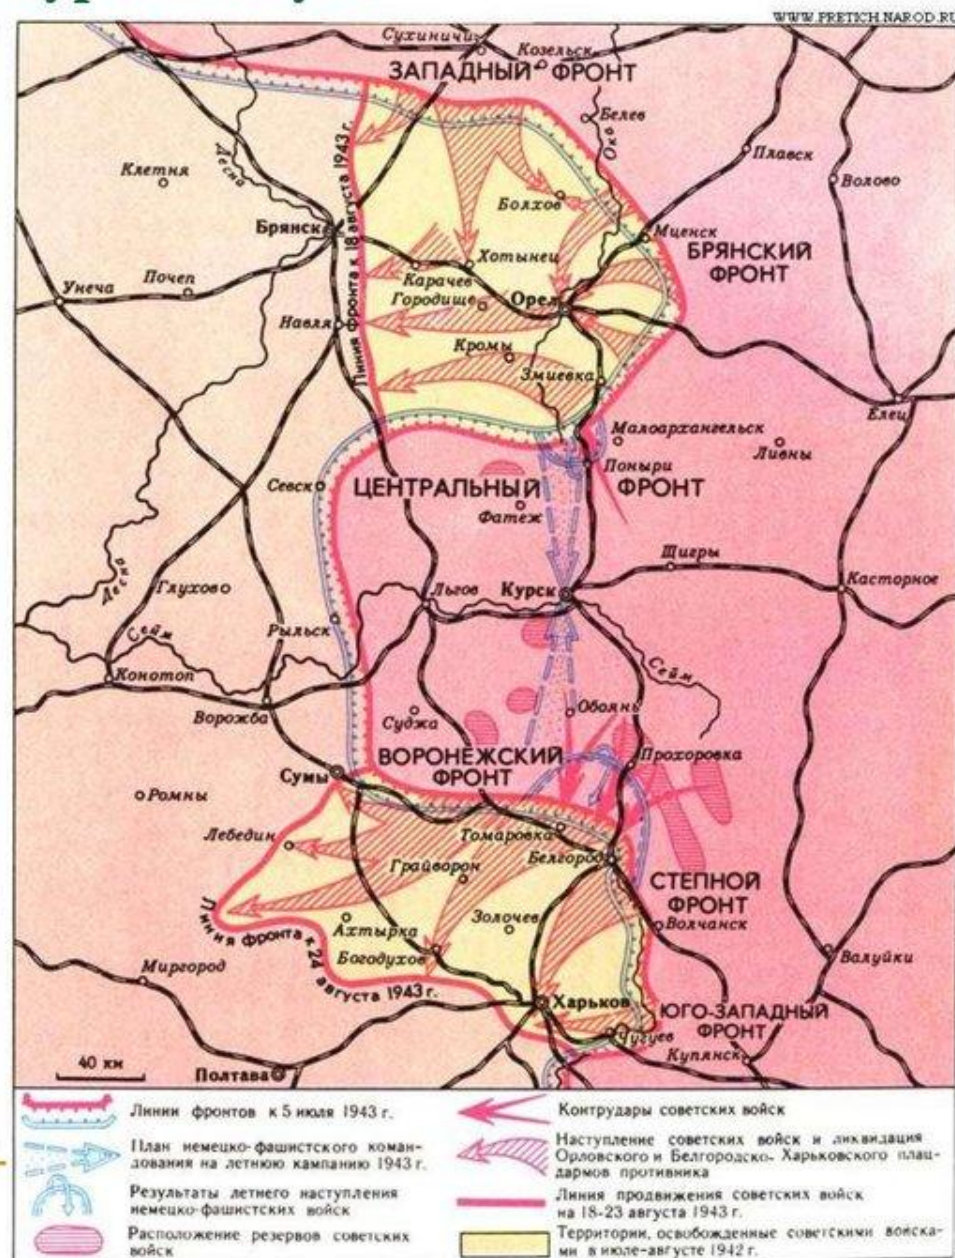 WWW.PRETICH.NAROD.RU
Сухиничи
Козельск
ЗАПАДНЫЙ ФРОНТ
Белев
Ока
Плавск
Волово
Клетня
Десна
Линия фронта к 18 августа 1943 г.
Болхов
Брянск
Мценск
БРЯНСКИЙ
ФРОНТ
Хотынец
Карачев
Унеча
Почеп
Городище
Орел
Навля
Кромы
Змиевка
Елец
Малоархангельск
Ливны
Поныри
Севск
ЦЕНТРАЛЬНЫЙ ФРОНТ
Фатеж
Щигры
Десна
Глухово
Льгов
Курск
Касторное
Рыльск
Сейм
Сейм
Конотоп
Ворожба
Суджа
Обоянь
ВОРОНЕЖСКИЙ
ФРОНТ
Прохоровка
Сумы
Ромны
Лебедин
Томаровка
Белгород
Грайворон
СТЕПНОЙ
ФРОНТ
Линия фронта к 24 августа 1943 г.
Ахтырка
Золочев
Волчанск
Богодухов
Валуйки
Миргород
Харьков
ЮГО-ЗАПАДНЫЙ
ФРОНТ
Чугуев
Купянск
40 км
Полтава
Линии фронтов к 5 июля 1943 г.
План немецко-фашистского коман-
дования на летнюю кампанию 1943 г.
Результаты летнего наступления
немецко-фашистских войск
Расположение резервов советских
войск
Контрудары советских войск
Наступление советских войск и ликвидация
Орловского и Белгородско-Харьковского плац-
дармов противника
Линия продвижения советских войск
на 18-23 августа 1943 г.
Территории, освобожденные советскими войска-
ми в июле-августе 1942 г.